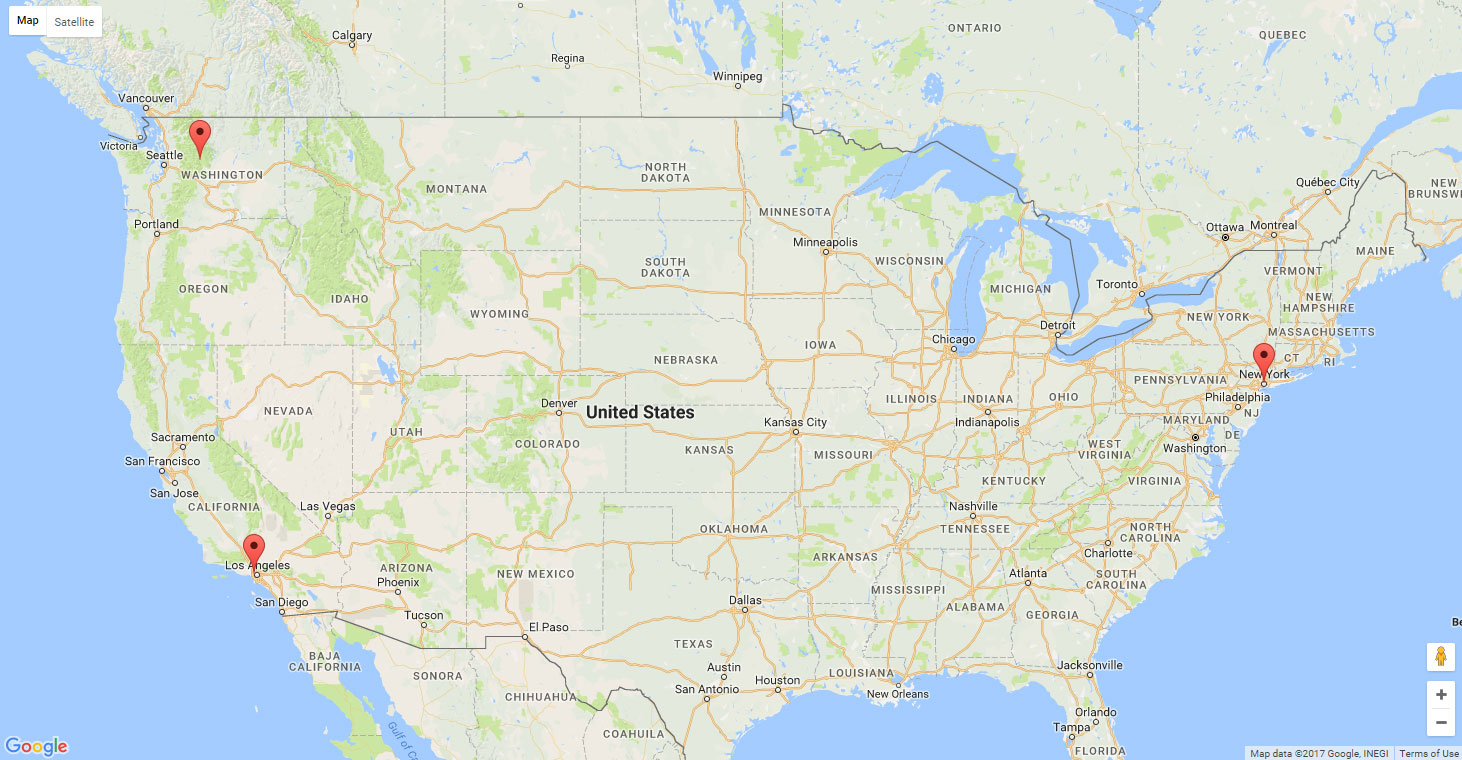 Map
Satellite
ONTARIO
QUEBEC
Calgary
Regina
Winnipeg
Vancouver
Victoria
Seattle
WASHINGTON
NORTH
DAKOTA
MONTANA
Québec City
NEW
BRUNSW
MINNESOTA
Portland
Ottawa
Montreal
Minneapolis
MAINE
WISCONSIN
SOUTH
DAKOTA
VERMONT
OREGON
IDAHO
MICHIGAN
Toronto
NEW
HAMPSHIRE
WYOMING
NEW YORK
Detroit
MASSACHUSETTS
Chicago
IOWA
NEBRASKA
CT
RI
New York
PENNSYLVANIA
Philadelphia
ILLINOIS
INDIANA
OHIO
Denver
United States
NEVADA
NJ
Kansas City
Indianapolis
MARYLAND
UTAH
DE
Sacramento
COLORADO
KANSAS
MISSOURI
WEST
VIRGINIA
Washington
San Francisco
San Jose
KENTUCKY
VIRGINIA
CALIFORNIA
Las Vegas
Nashville
OKLAHOMA
TENNESSEE
NORTH
CAROLINA
Charlotte
ARKANSAS
Los Angeles
ARIZONA
NEW MEXICO
Atlanta
SOUTH
CAROLINA
Phoenix
MISSISSIPPI
San Diego
Dallas
ALABAMA
GEORGIA
Tucson
El Paso
Be
TEXAS
BAJA
CALIFORNIA
SONORA
Austin
LOUISIANA
Jacksonville
Houston
San Antonio
New Orleans
CHIHUAHUA
Orlando
Tampa
COAHUILA
Gulf of C
FLORIDA
Google
Map data ©2017 Google, INEGI
Terms of Use